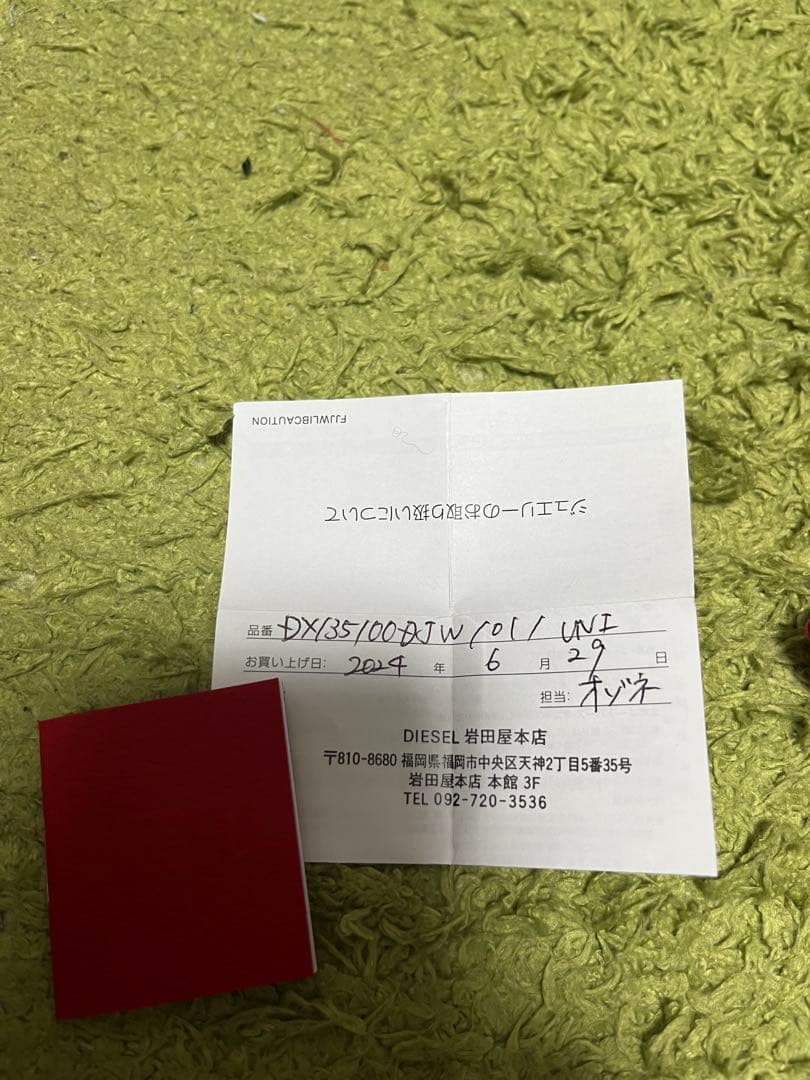 FJJWLIBCAUTION
ジュエリーのお取り扱いについて
品番 DX135100DJW /01/ UNI
お買い上げ日: 2024 年 6 月 29 日
担当: オゾネ
DIESEL 岩田屋本店
〒810-8680 福岡県福岡市中央区天神2丁目5番35号
岩田屋本店 本館 3F
TEL 092-720-3536